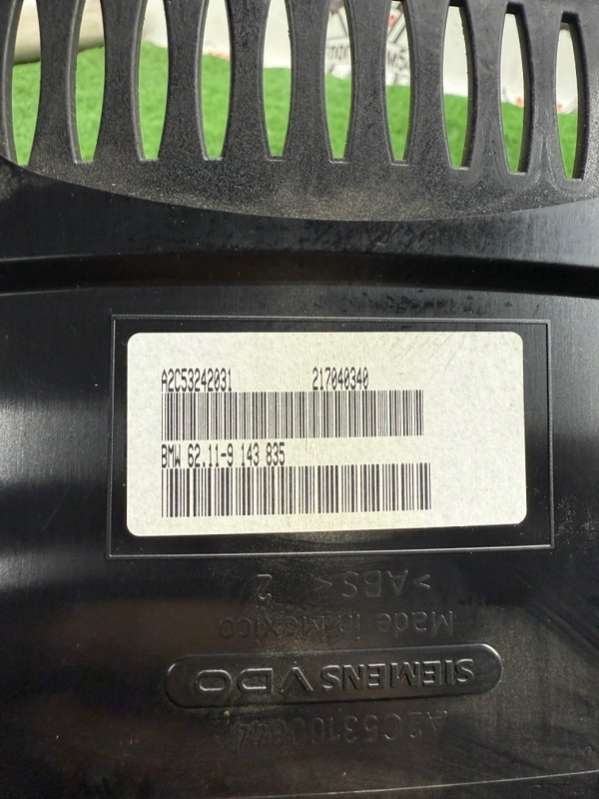 A2C53242031 217040340
BMW 62.11-9 143 835
>ABS< 2
Made in Mexico
SIEMENS VDO